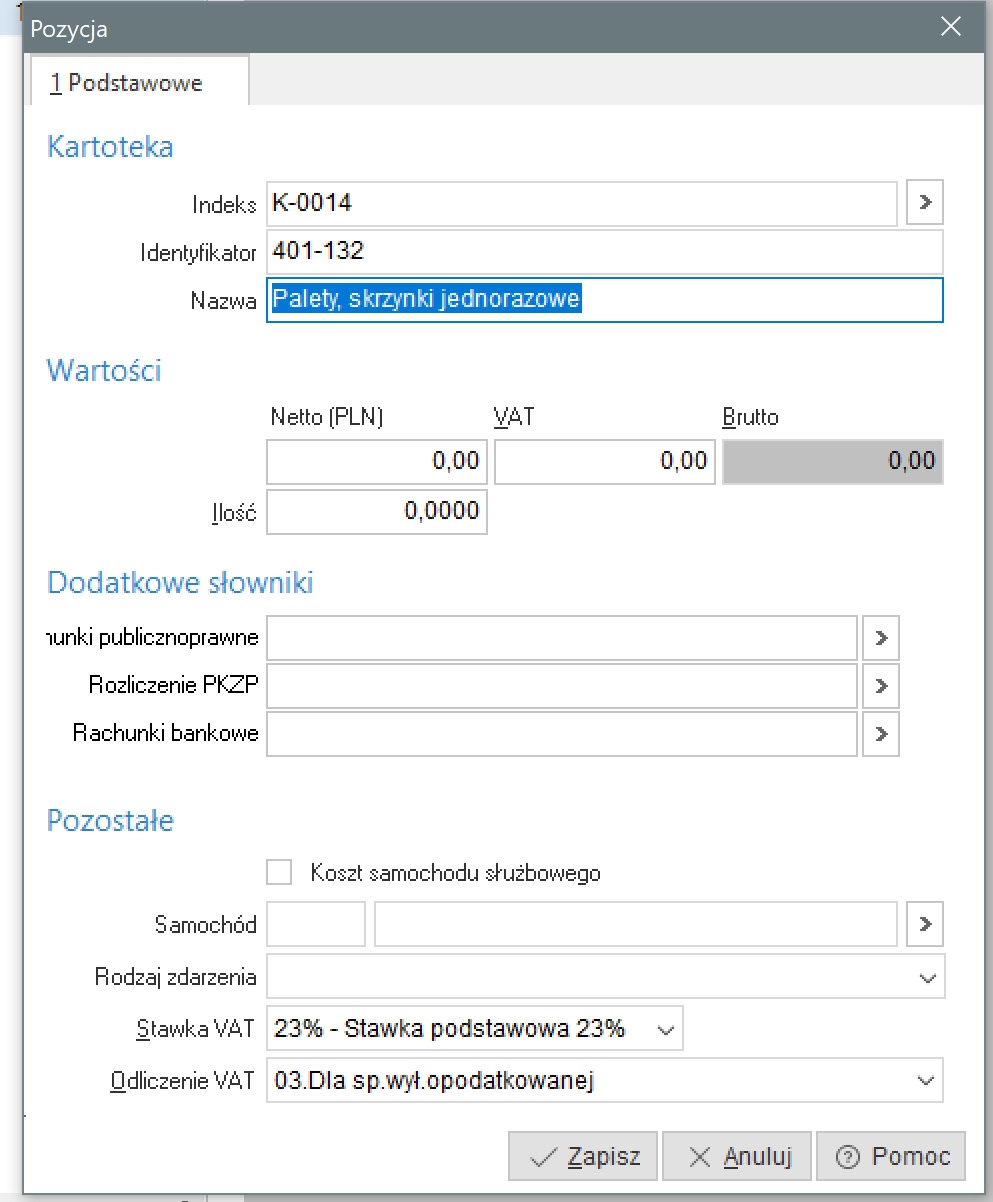 Pozycja
1 Podstawowe
Kartoteka
Indeks K-0014
Identyfikator 401-132
Nazwa Palety, skrzynki jednorazowe
Wartości
Netto (PLN) VAT Brutto
0,00 0,00 0,00
Ilość 0,0000
Dodatkowe słowniki
publicznoprawne
Rozliczenie PKZP
Rachunki bankowe
Pozostałe
Koszt samochodu służbowego
Samochód
Rodzaj zdarzenia
Stawka VAT 23% - Stawka podstawowa 23%
Odliczenie VAT 03.Dla sp.wył.opodatkowanej
Zapisz Anuluj Pomoc